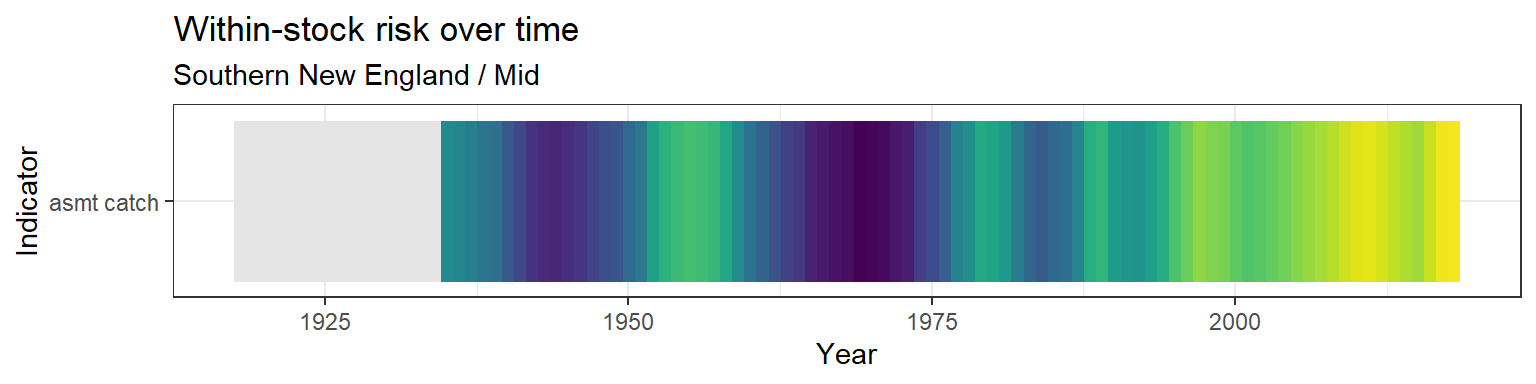 Within-stock risk over time
Southern New England / Mid
Indicator
asmt catch
1925 1950 1975 2000
Year